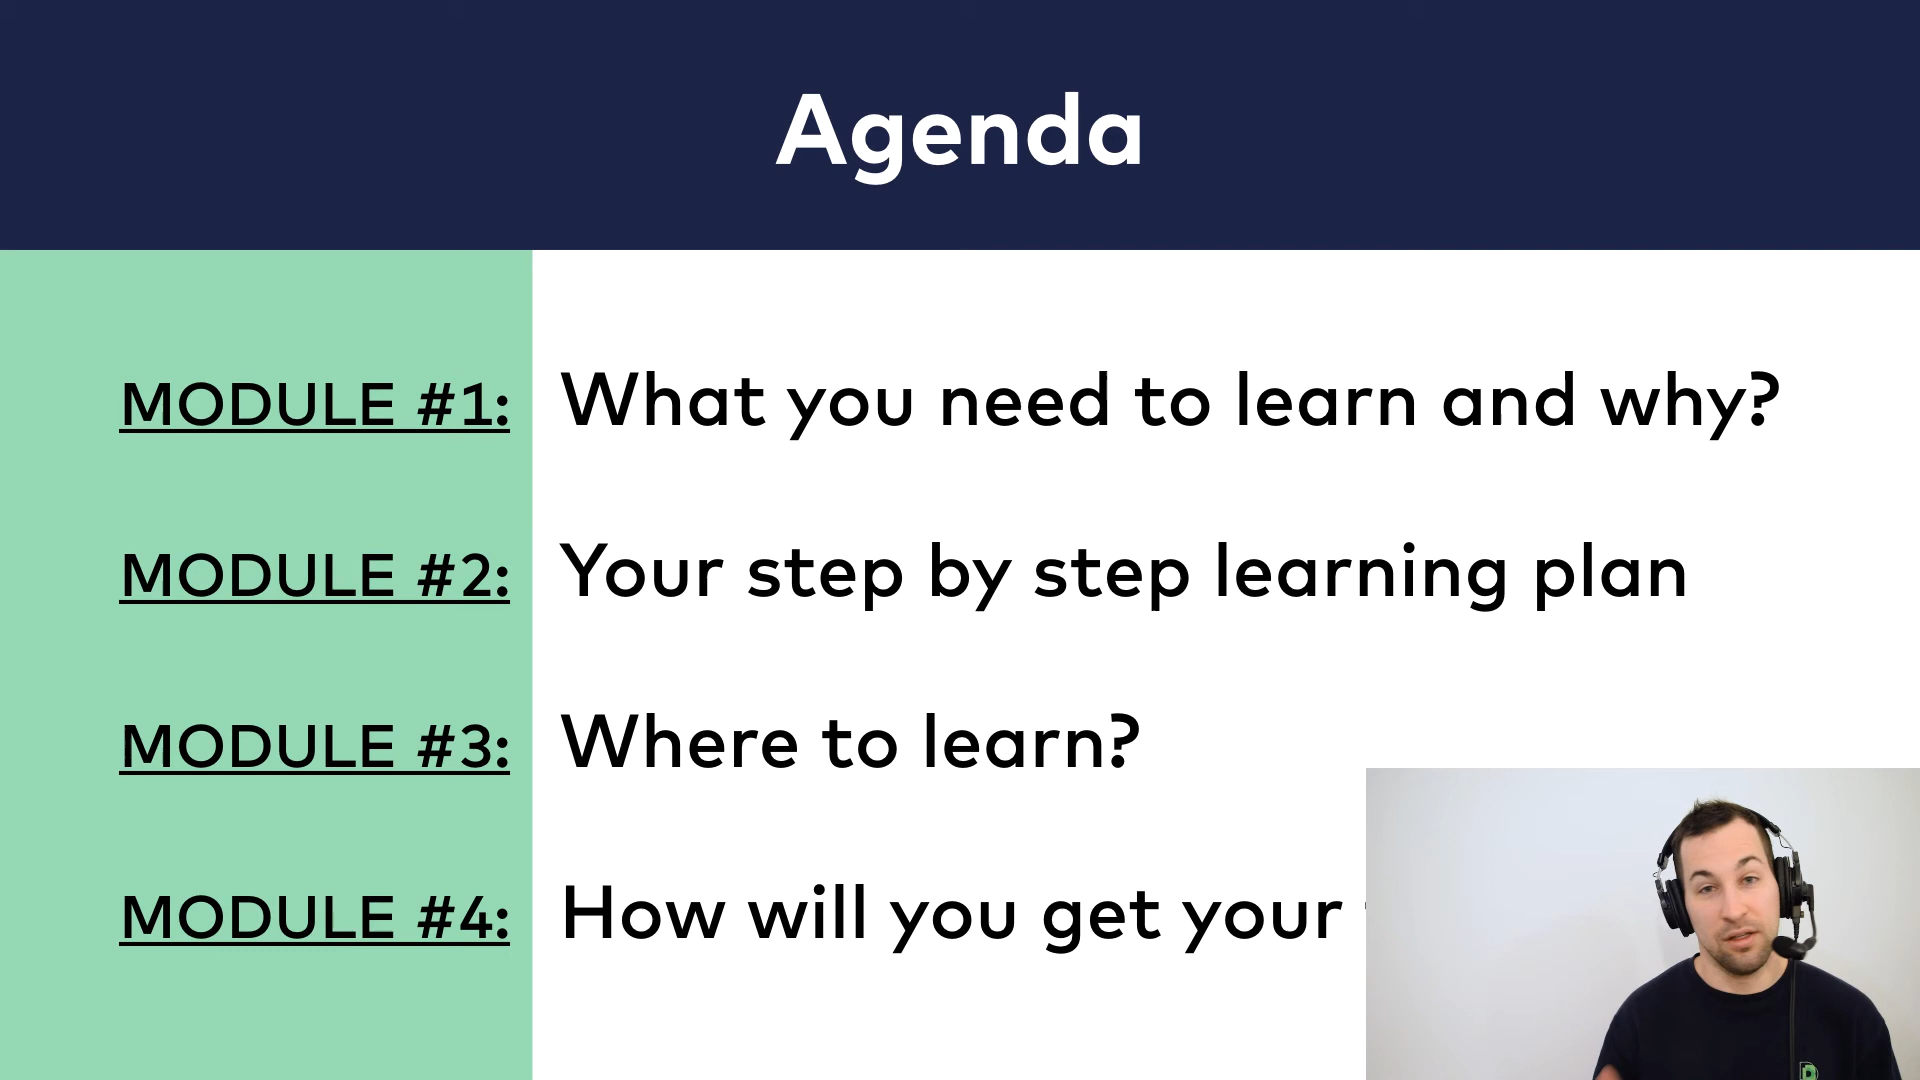 Agenda
MODULE #1: What you need to learn and why?
MODULE #2: Your step by step learning plan
MODULE #3: Where to learn?
MODULE #4: How will you get your